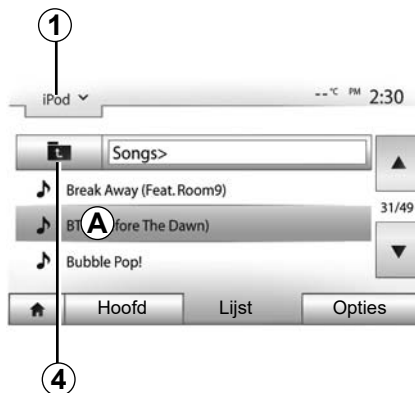 1
iPod --°C PM 2:30
Songs>
Break Away (Feat. Room9)
31/49
A fore The Dawn)
Bubble Pop!
Hoofd Lijst Opties
4